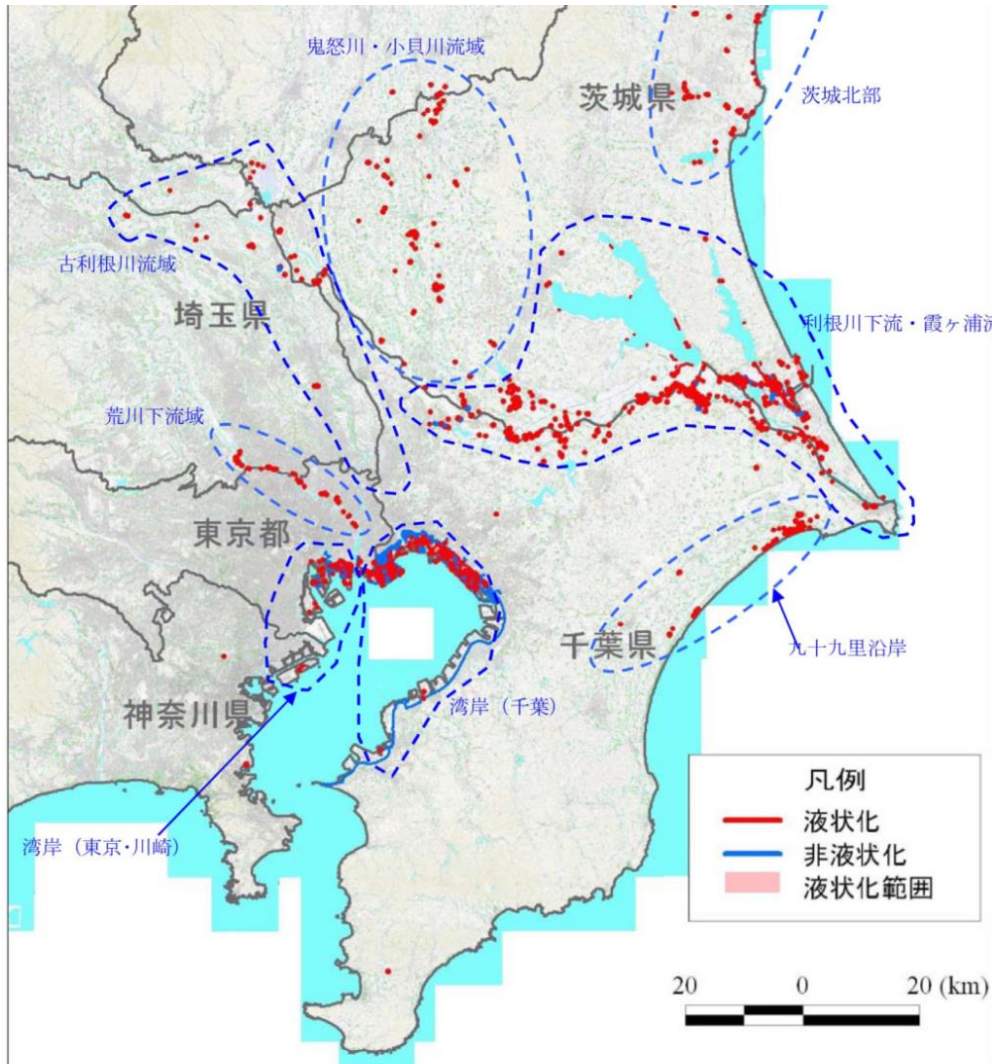 鬼怒川・小貝川流域
茨城県
茨城北部
古利根川流域
埼玉県
利根川下流・霞ヶ浦流
荒川下流域
東京都
千葉県
九十九里沿岸
神奈川県
湾岸（千葉）
湾岸（東京・川崎）
凡例
液状化
非液状化
液状化範囲
20 0 20 (km)